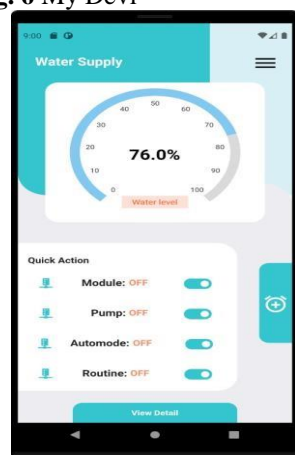 g. 6 My Devi
9:00
Water Supply
50
40 60
30 70
20 80
76.0%
10 90
0 100
Water level
Quick Action
Module: OFF
Pump: OFF
Automode: OFF
Routine: OFF
View Detail